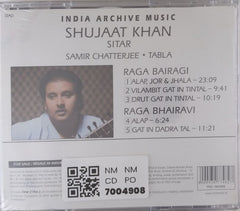 INDIA ARCHIVE MUSIC
SHUJAAT KHAN
SITAR
SAMIR CHATTERJEE • TABLA
RAGA BAIRAGI
1 ALAP, JOR & JHALA – 23:09
2 VILAMBIT GAT IN TINTAL – 9:41
3 DRUT GAT IN TINTAL – 10:19
RAGA BHAIRAVI
4 ALAP – 6:24
5 GAT IN DADRA TAL – 11:21
NM NM
CD PO
7004908